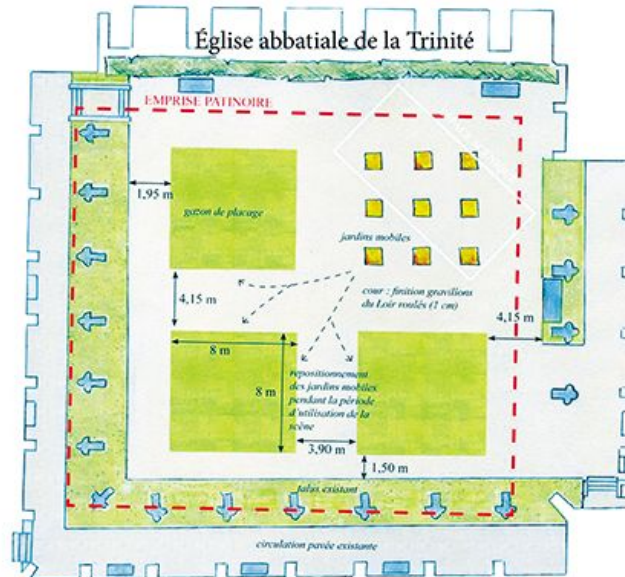 Église abbatiale de la Trinité
EMPRISE PATINOIRE
1,95 m
gazon de placage
jardins mobiles
4,15 m
cour : finition gravillons
du Loir roulés (1 cm)
4,15 m
8 m
8 m
repositionnement
des jardins mobiles
pendant la période
d'utilisation de la
scène
3,90 m
1,50 m
talus existant
circulation pavée existante